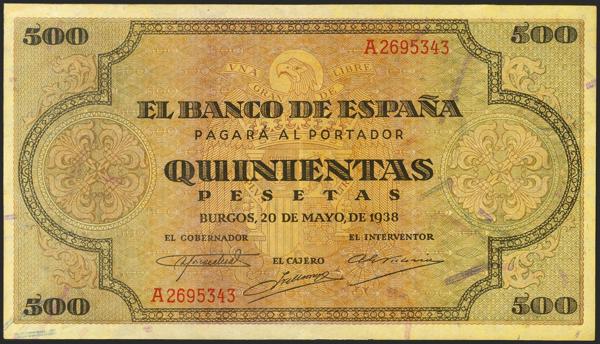 500 500
A2695343
UNA LIBRE
GRANDE
EL BANCO DE ESPAÑA
PAGARÁ AL PORTADOR
QUINIENTAS
PESETAS
BURGOS, 20 DE MAYO, DE 1938
EL GOBERNADOR EL INTERVENTOR
EL CAJERO
A2695343
500 500